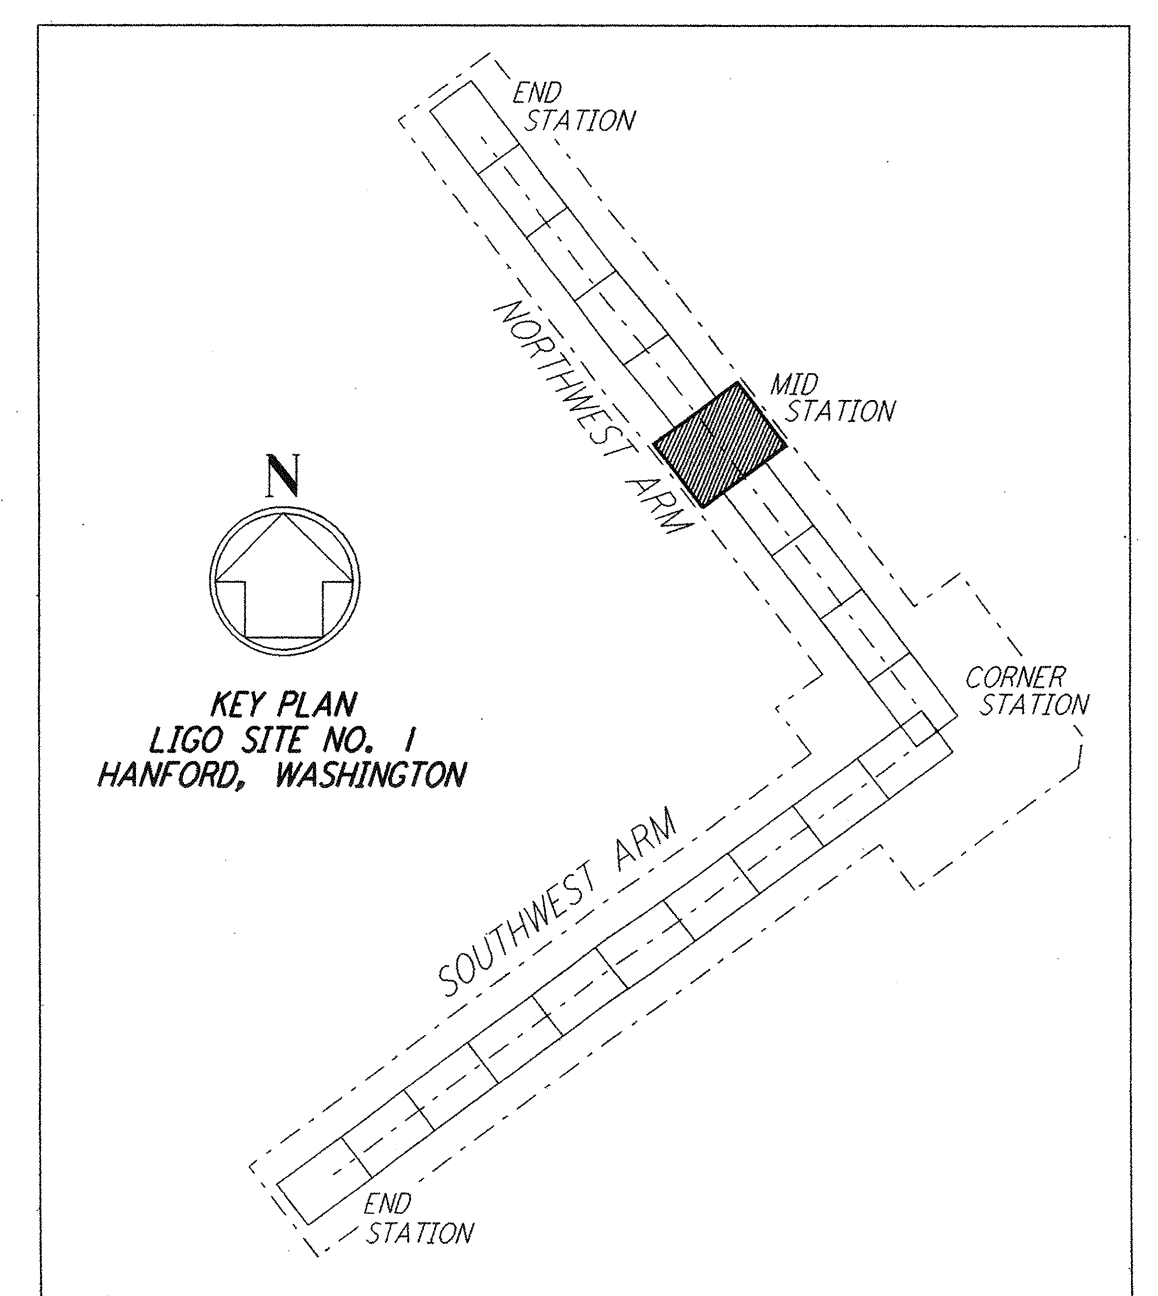 END
STATION
NORTHWEST ARM
MID
STATION
N
CORNER
STATION
KEY PLAN
LIGO SITE NO. 1
HANFORD, WASHINGTON
SOUTHWEST ARM
END
STATION